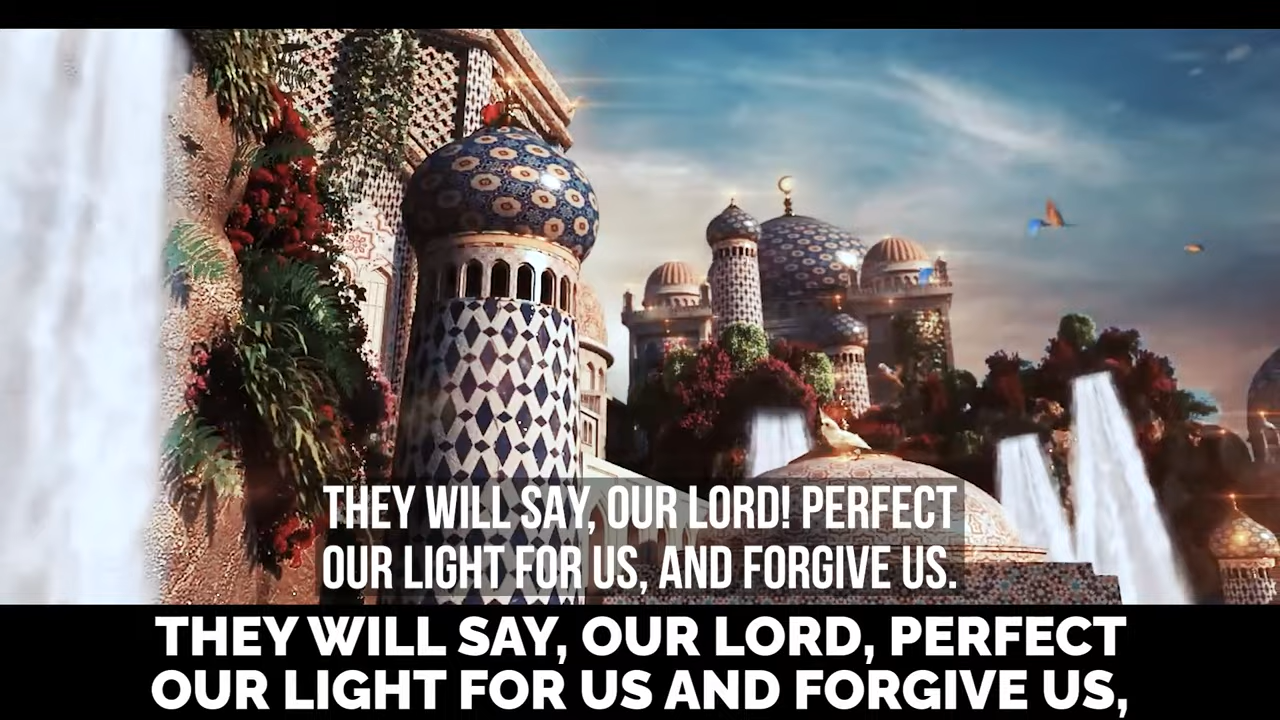 THEY WILL SAY, OUR LORD! PERFECT
OUR LIGHT FOR US, AND FORGIVE US.
THEY WILL SAY, OUR LORD, PERFECT
OUR LIGHT FOR US AND FORGIVE US,